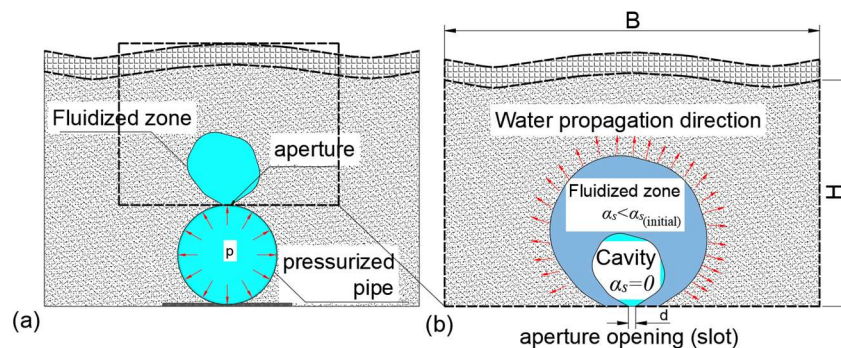 Fluidized zone
aperture
p
pressurized
pipe
(a)
B
Water propagation direction
H
Fluidized zone
αs<αs(initial)
Cavity
αs=0
d
(b)
aperture opening (slot)